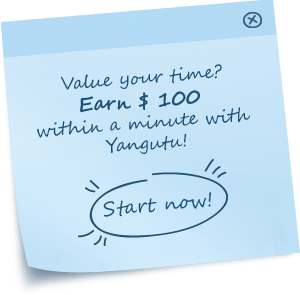 Value your time?
Earn $ 100
within a minute with
Yangutu!
Start now!